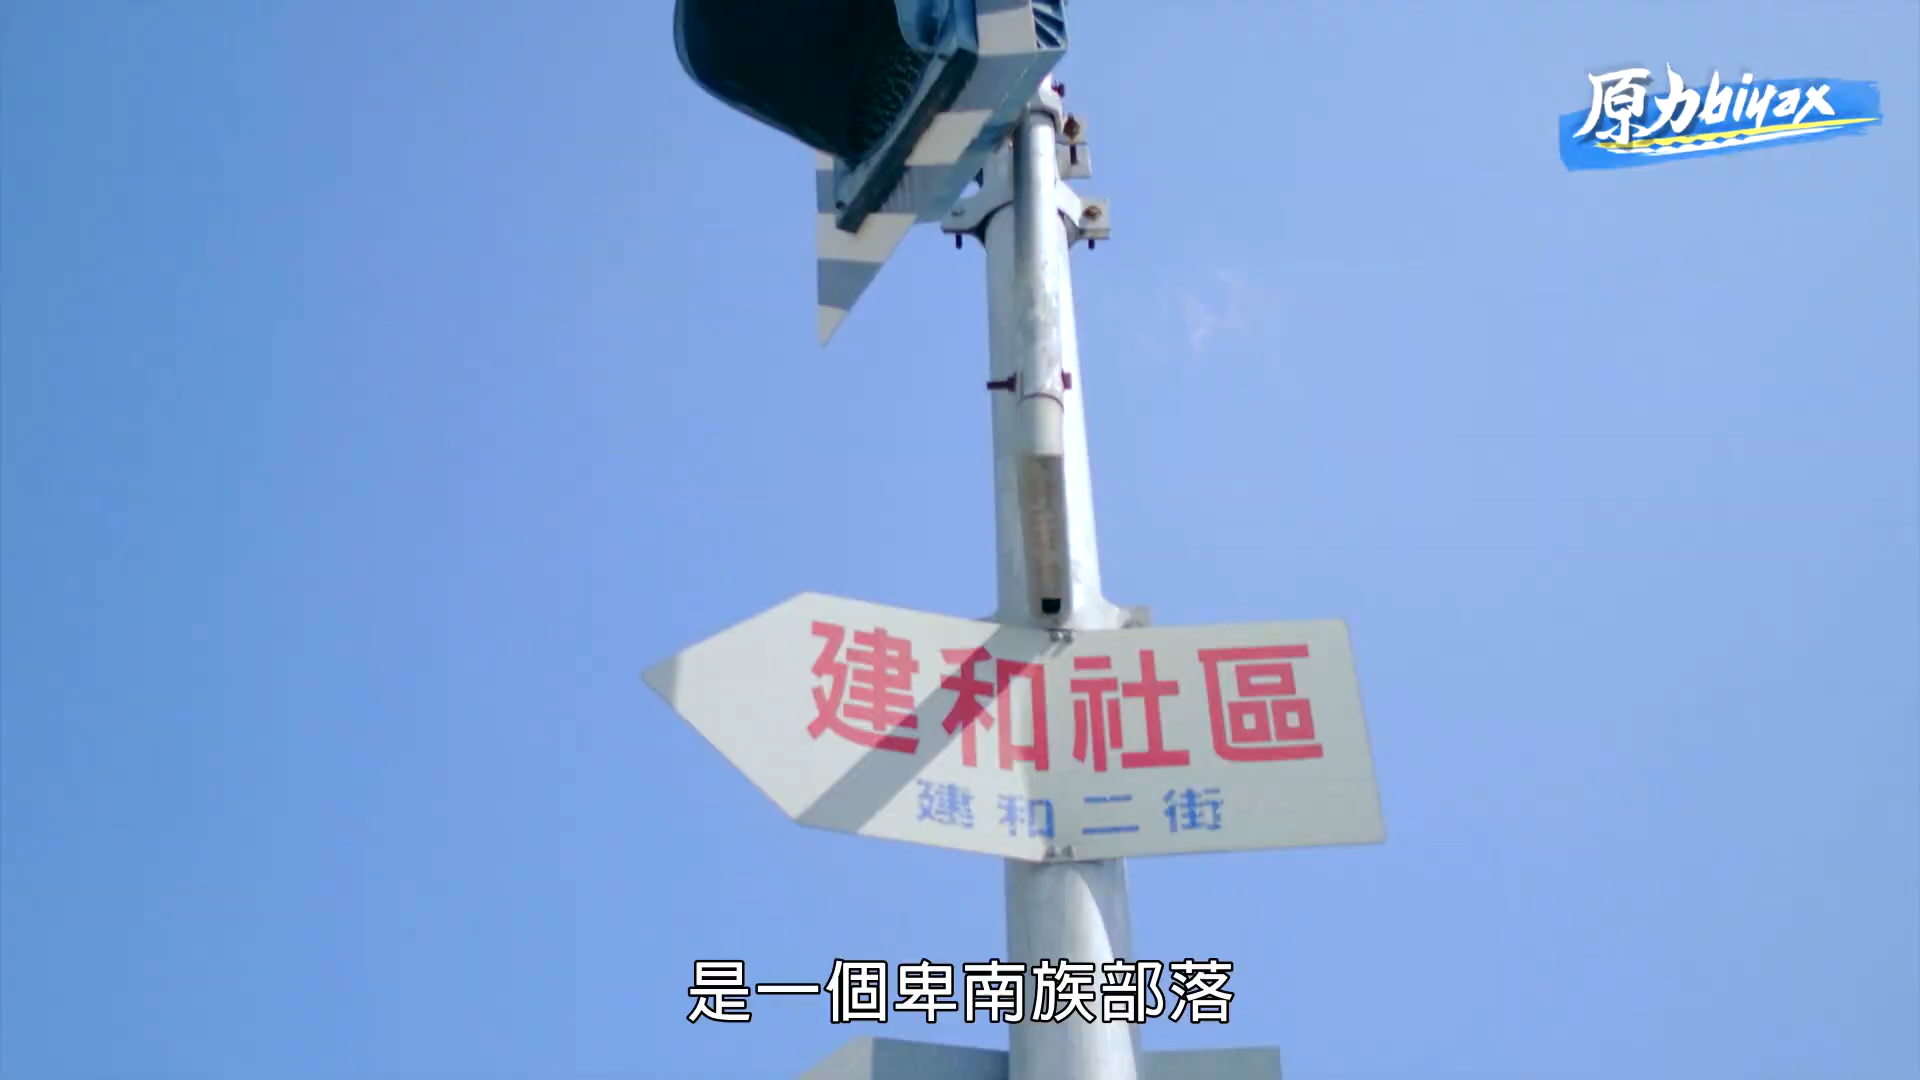 原力biyax
建和社區
建和二街
是一個卑南族部落